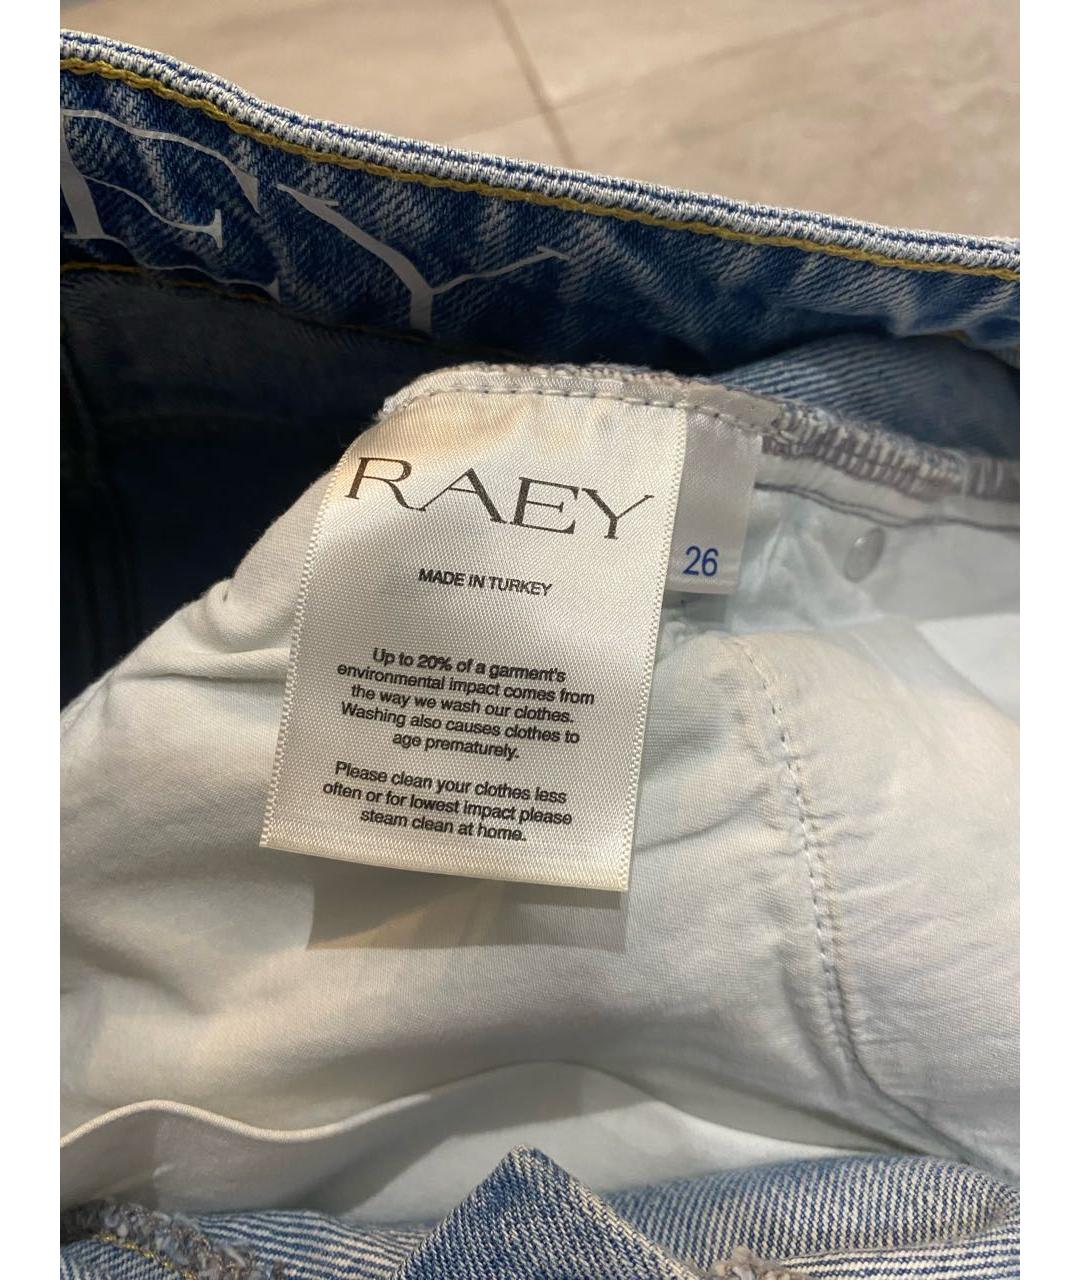 EY
RAEY
26
MADE IN TURKEY
Up to 20% of a garment's
environmental impact comes from
the way we wash our clothes.
Washing also causes clothes to
age prematurely.
Please clean your clothes less
often or for lowest impact please
steam clean at home.